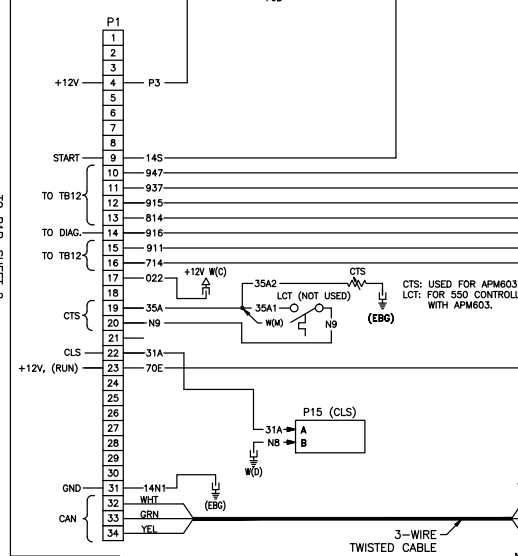 P1
1
2
3
+12V 4 P3
5
6
7
8
START 9 14S
10 947
11 937
TO TB12
12 915
13 814
TO DIAG. 14 916
15 911
TO TB12
16 714
17 022 +12V W(C)
18
35A2 CTS
CTS: USED FOR APM603
LCT: FOR 550 CONTROLL
WITH APM603.
19 35A 35A1 LCT (NOT USED)
CTS
20 N9 W(M) N9 (EBG)
21
CLS 22 31A
+12V, (RUN) 23 70E
24
25
26
P15 (CLS)
27 31A A
28 N8 B
29
W(D)
30
GND 31 14N1 (EBG)
32 WHT
CAN 33 GRN
34 YEL
3-WIRE
TWISTED CABLE